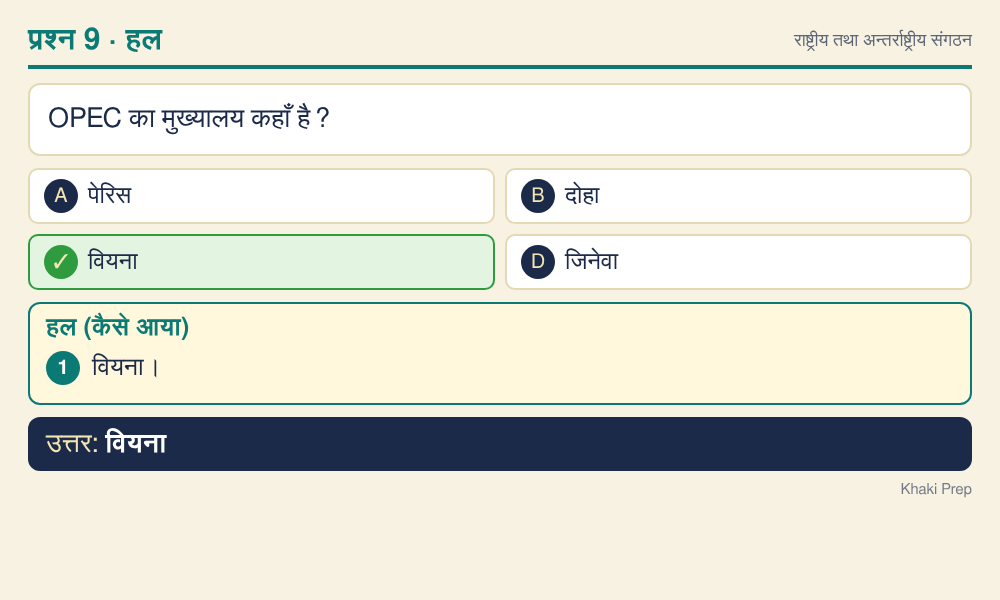 प्रश्न 9 · हल
राष्ट्रीय तथा अन्तर्राष्ट्रीय संगठन
OPEC का मुख्यालय कहाँ है ?
A पेरिस
B दोहा
✓ वियना
D जिनेवा
हल (कैसे आया)
1 वियना ।
उत्तर: वियना
Khaki Prep